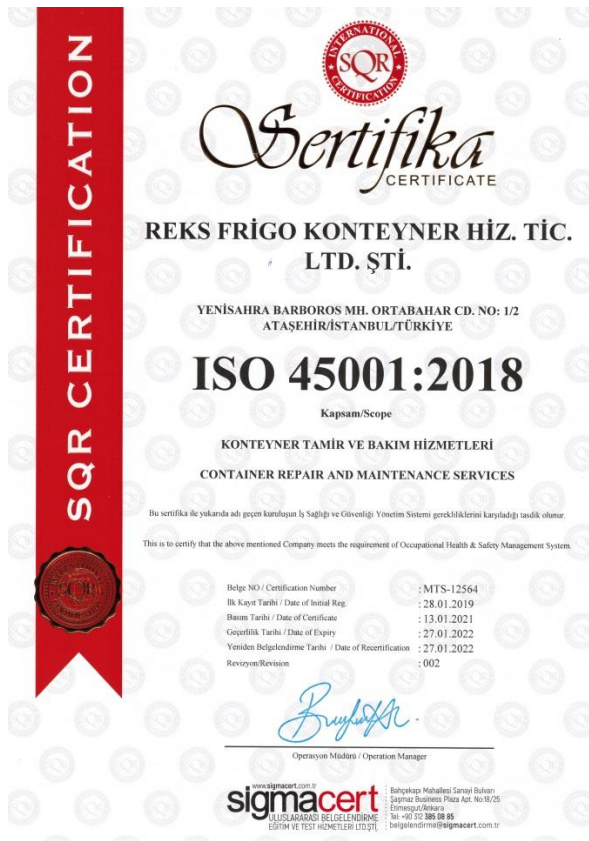 SQR CERTIFICATION
INTERNATIONAL
SQR
CERTIFICATION
Sertifika
CERTIFICATE
REKS FRİGO KONTEYNER HİZ. TİC.
LTD. ŞTİ.
YENİSAHRA BARBOROS MH. ORTABAHAR CD. NO: 1/2
ATAŞEHİR/İSTANBUL/TÜRKİYE
ISO 45001:2018
Kapsam/Scope
KONTEYNER TAMİR VE BAKIM HİZMETLERİ
CONTAINER REPAIR AND MAINTENANCE SERVICES
Bu sertifika ile yukarıda adı geçen kuruluşun İş Sağlığı ve Güvenliği Yönetim Sistemi gerekliliklerini karşıladığı tasdik olunur.
This is to certify that the above mentioned Company meets the requirement of Occupational Health & Safety Management System.
Belge NO / Certification Number : MTS-12564
İlk Kayıt Tarihi / Date of Initial Reg. : 28.01.2019
Basım Tarihi / Date of Certificate : 13.01.2021
Geçerlilik Tarihi / Date of Expiry : 27.01.2022
Yeniden Belgelendirme Tarihi / Date of Recertification : 27.01.2022
Revizyon/Revision : 002
Operasyon Müdürü / Operation Manager
www.sigmacert.com.tr
sigmacert
ULUSLARARASI BELGELENDİRME
EĞİTİM VE TEST HİZMETLERİ LTD.ŞTİ.
Bahçekapı Mahallesi Sanayi Bulvarı
Şaşmaz Business Plaza Apt. No:18/25
Etimesgut/Ankara
Tel: +90 312 385 08 85
belgelendirme@sigmacert.com.tr